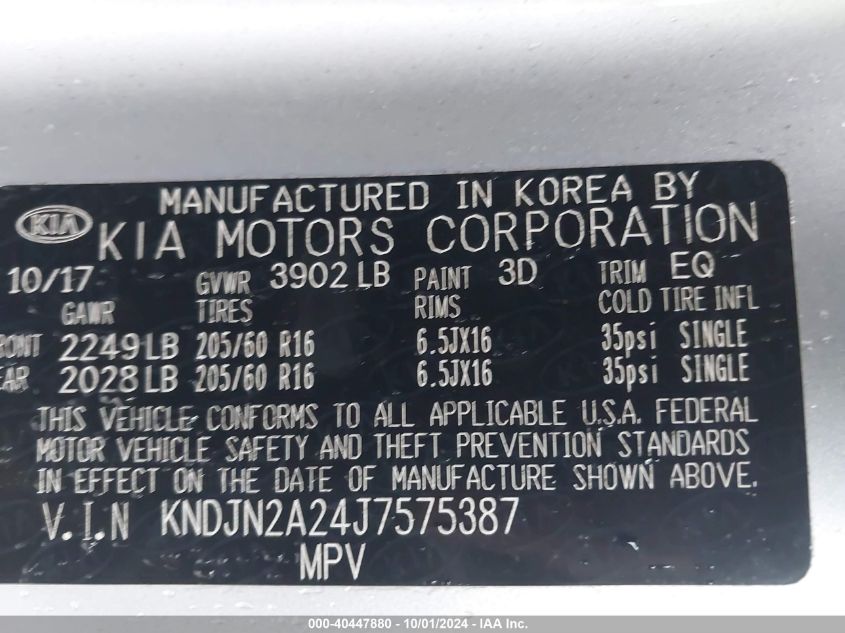 MANUFACTURED IN KOREA BY
KIA KIA MOTORS CORPORATION
10/17 GVWR 3902 LB PAINT 3D TRIM EQ
GAWR TIRES RIMS COLD TIRE INFL
RONT 2249 LB 205/60 R16 6.5JX16 35psi SINGLE
EAR 2028 LB 205/60 R16 6.5JX16 35psi SINGLE
THIS VEHICLE CONFORMS TO ALL APPLICABLE U.S.A. FEDERAL
MOTOR VEHICLE SAFETY AND THEFT PREVENTION STANDARDS
IN EFFECT ON THE DATE OF MANUFACTURE SHOWN ABOVE.
V.I.N KNDJN2A24J7575387
MPV
000-40447880 - 10/01/2024 - IAA Inc.